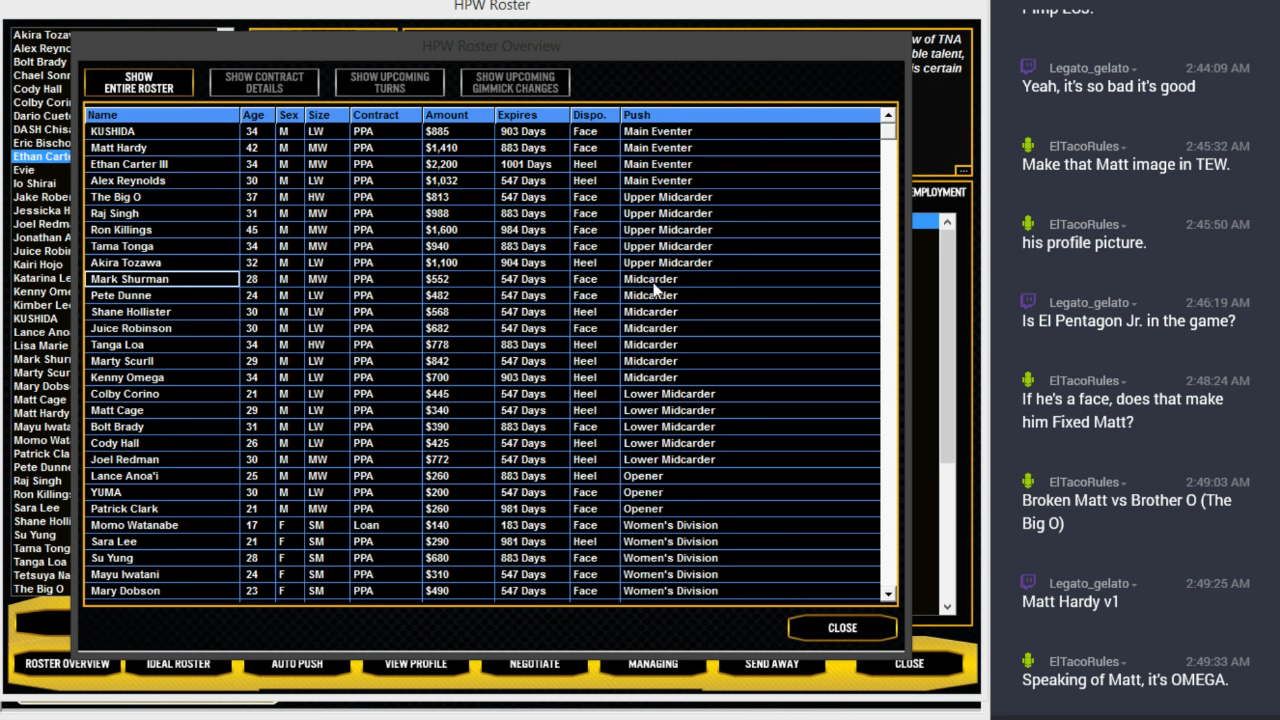 HPW Roster
Akira Tozaw
Alex Reyno
Bolt Brady
Chael Sonn
Cody Hall
Colby Corin
Dario Cueto
DASH Chisa
Eric Bischo
Ethan Carte
Evie
Io Shirai
Jake Rober
Jessicka H
Joel Redma
Jonathan A
Juice Robin
Kairi Hojo
Katarina Le
Kenny Ome
Kimber Lee
KUSHIDA
Lance Anoa
Lisa Marie
Mark Shurn
Marty Scur
Mary Dobs
Matt Cage
Matt Hardy
Mayu Iwata
Momo Wat
Patrick Cla
Pete Dunne
Raj Singh
Ron Killing
Sara Lee
Shane Holli
Su Yung
Tama Tong
Tanga Loa
Tetsuya Na
The Big O
w of TNA
ble talent,
is certain
...
MPLOYMENT
HPW Roster Overview
SHOW ENTIRE ROSTER
SHOW CONTRACT DETAILS
SHOW UPCOMING TURNS
SHOW UPCOMING GIMMICK CHANGES
Name Age Sex Size Contract Amount Expires Dispo. Push
KUSHIDA 34 M LW PPA $885 903 Days Face Main Eventer
Matt Hardy 42 M MW PPA $1,410 883 Days Face Main Eventer
Ethan Carter III 34 M MW PPA $2,200 1001 Days Heel Main Eventer
Alex Reynolds 30 M LW PPA $1,032 547 Days Heel Main Eventer
The Big O 37 M HW PPA $813 547 Days Face Upper Midcarder
Raj Singh 31 M MW PPA $988 883 Days Face Upper Midcarder
Ron Killings 45 M MW PPA $1,600 984 Days Face Upper Midcarder
Tama Tonga 34 M MW PPA $940 883 Days Face Upper Midcarder
Akira Tozawa 32 M LW PPA $1,100 904 Days Heel Upper Midcarder
Mark Shurman 28 M MW PPA $552 547 Days Face Midcarder
Pete Dunne 24 M LW PPA $482 547 Days Face Midcarder
Shane Hollister 30 M LW PPA $568 547 Days Face Midcarder
Juice Robinson 30 M LW PPA $682 547 Days Face Midcarder
Tanga Loa 34 M HW PPA $778 883 Days Face Midcarder
Marty Scurll 29 M LW PPA $842 547 Days Heel Midcarder
Kenny Omega 34 M LW PPA $700 903 Days Heel Midcarder
Colby Corino 21 M LW PPA $445 547 Days Face Lower Midcarder
Matt Cage 29 M LW PPA $340 547 Days Face Lower Midcarder
Bolt Brady 31 M LW PPA $390 883 Days Face Lower Midcarder
Cody Hall 26 M MW PPA $425 547 Days Heel Lower Midcarder
Joel Redman 30 M MW PPA $772 547 Days Heel Lower Midcarder
Lance Anoa'i 25 M MW PPA $260 883 Days Heel Opener
YUMA 30 M LW PPA $200 547 Days Face Opener
Patrick Clark 21 M MW PPA $260 981 Days Face Opener
Momo Watanabe 17 F SM Loan $140 183 Days Face Women's Division
Sara Lee 21 F SM PPA $290 981 Days Heel Women's Division
Su Yung 28 F SM PPA $680 883 Days Face Women's Division
Mayu Iwatani 24 F SM PPA $310 547 Days Face Women's Division
Mary Dobson 23 F SM PPA $490 547 Days Face Women's Division
CLOSE
ROSTER OVERVIEW IDEAL ROSTER AUTO PUSH VIEW PROFILE NEGOTIATE MANAGING SEND AWAY CLOSE
Legato_gelato 2:44:09 AM
Yeah, it's so bad it's good
ElTacoRules 2:45:32 AM
Make that Matt image in TEW.
ElTacoRules 2:45:50 AM
his profile picture.
Legato_gelato 2:46:19 AM
Is El Pentagon Jr. in the game?
ElTacoRules 2:48:24 AM
If he's a face, does that make
him Fixed Matt?
ElTacoRules 2:49:03 AM
Broken Matt vs Brother O (The
Big O)
Legato_gelato 2:49:25 AM
Matt Hardy v1
ElTacoRules 2:49:33 AM
Speaking of Matt, it's OMEGA.